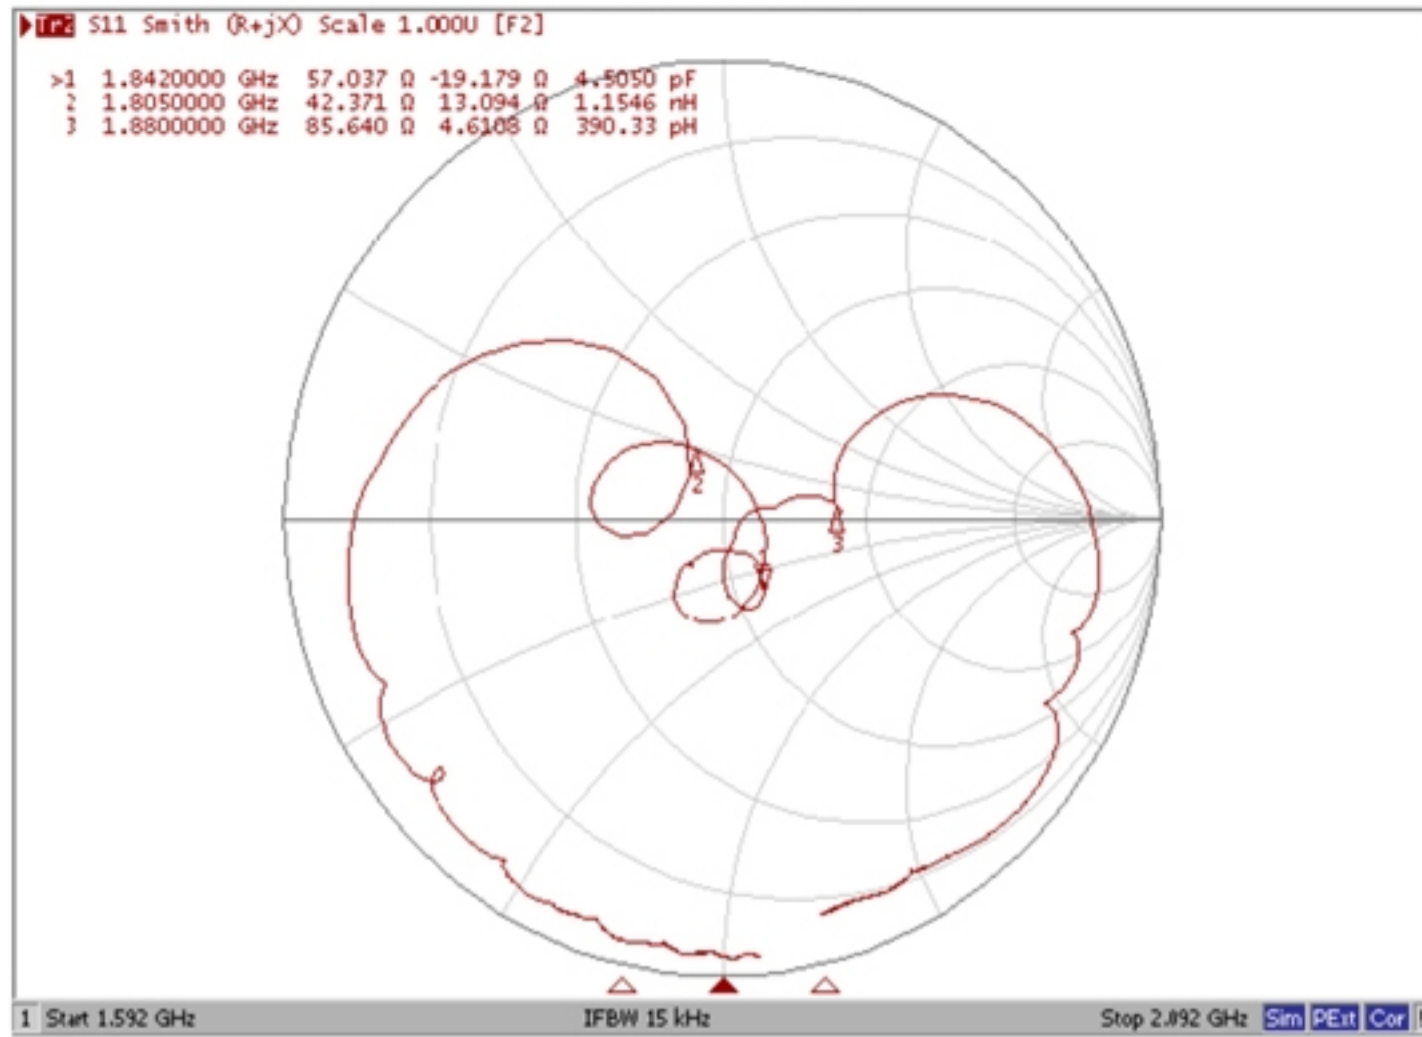 Tr2 S11 Smith (R+jX) Scale 1.000U [F2]
>1 1.8420000 GHz 57.037 Ω -19.179 Ω 4.5050 pF
2 1.8050000 GHz 42.371 Ω 13.094 Ω 1.1546 nH
3 1.8800000 GHz 85.640 Ω 4.6108 Ω 390.33 pH
2
3
1 Start 1.592 GHz IFBW 15 kHz Stop 2.092 GHz Sim PExt Cor